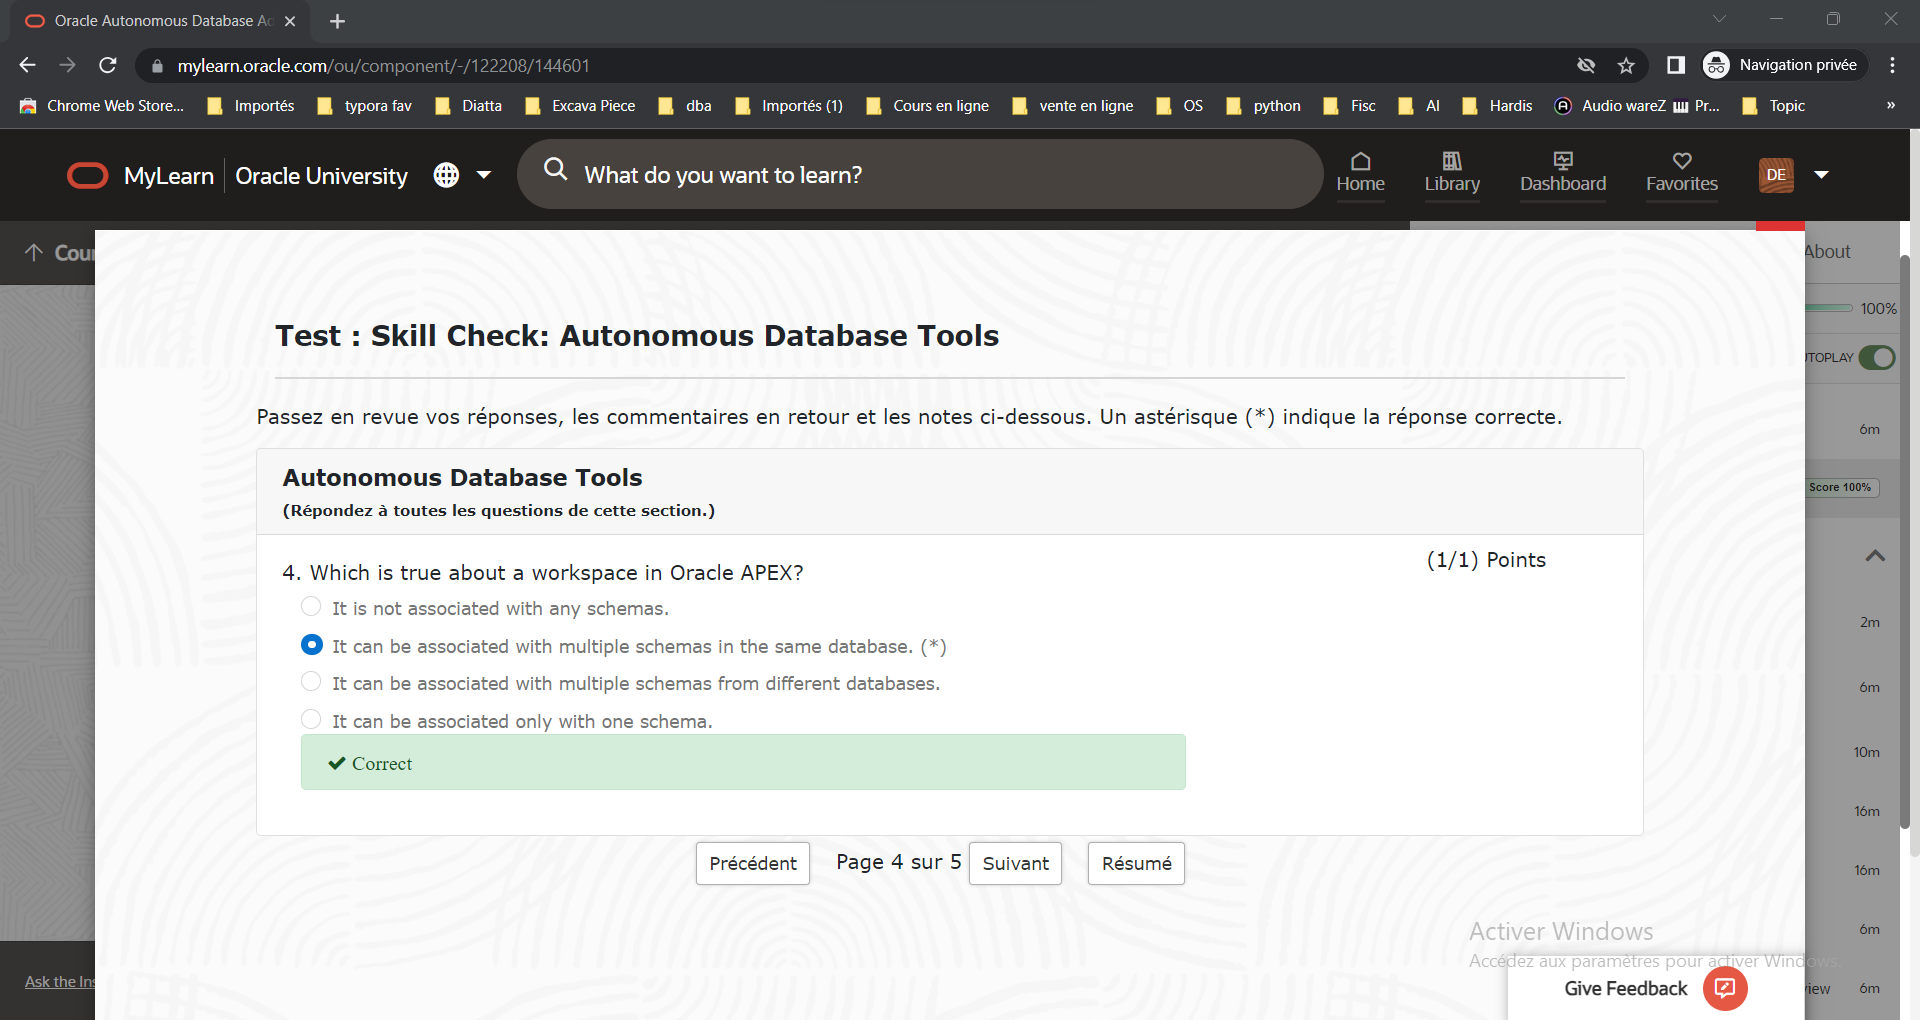 Oracle Autonomous Database Ad
mylearn.oracle.com/ou/component/-/122208/144601
Navigation privée
Chrome Web Store... Importés typora fav Diatta Excava Piece dba Importés (1) Cours en ligne vente en ligne OS python Fisc AI Hardis Audio wareZ Pr... Topic »
MyLearn Oracle University What do you want to learn? Home Library Dashboard Favorites DE
Cour
About
100%
Test : Skill Check: Autonomous Database Tools
UTOPLAY
Passez en revue vos réponses, les commentaires en retour et les notes ci-dessous. Un astérisque (*) indique la réponse correcte.
6m
Autonomous Database Tools
Score 100%
(Répondez à toutes les questions de cette section.)
(1/1) Points
4. Which is true about a workspace in Oracle APEX?
It is not associated with any schemas.
2m
It can be associated with multiple schemas in the same database. (*)
It can be associated with multiple schemas from different databases.
6m
It can be associated only with one schema.
10m
Correct
16m
Précédent Page 4 sur 5 Suivant Résumé
16m
Activer Windows
6m
Accédez aux paramètres pour activer Windows.
Ask the Ins
Give Feedback
view 6m